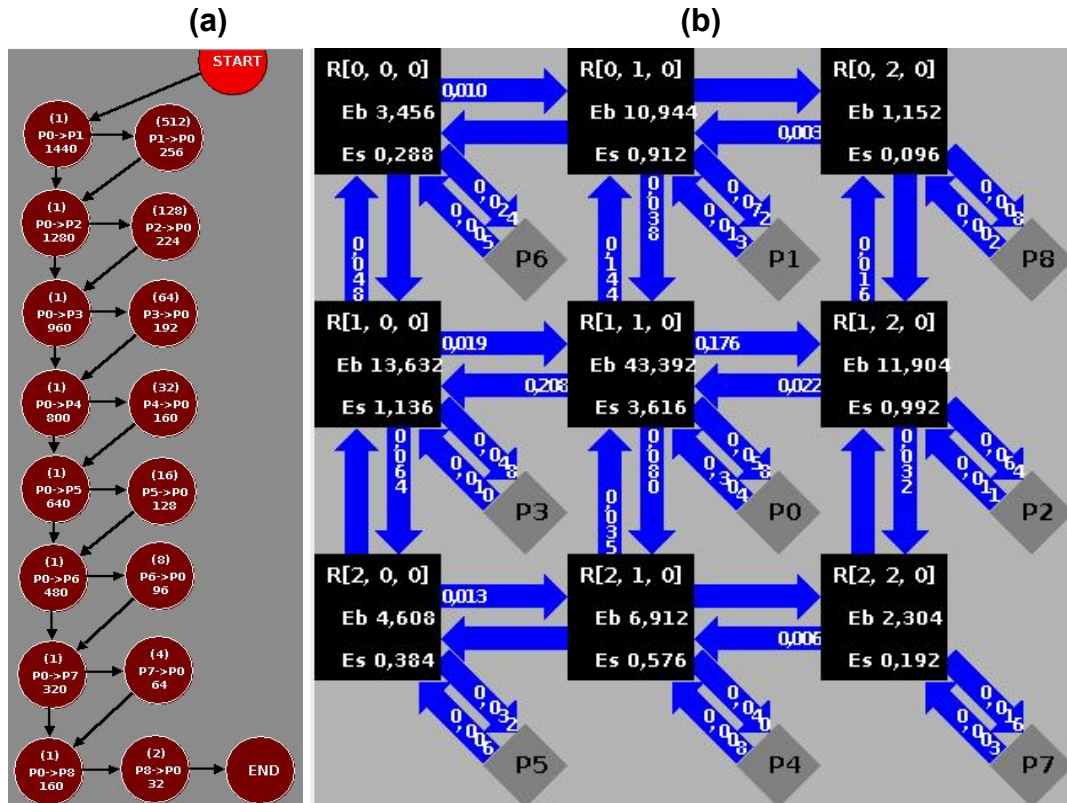 (a)
START
(1)
P0->P1
1440
(512)
P1->P0
256
(1)
P0->P2
1280
(128)
P2->P0
224
(1)
P0->P3
960
(64)
P3->P0
192
(1)
P0->P4
800
(32)
P4->P0
160
(1)
P0->P5
640
(16)
P5->P0
128
(1)
P0->P6
480
(8)
P6->P0
96
(1)
P0->P7
320
(4)
P7->P0
64
(1)
P0->P8
160
(2)
P8->P0
32
END
(b)
R[0, 0, 0]
Eb 3,456
Es 0,288
0,010
R[0, 1, 0]
Eb 10,944
Es 0,912
0,003
R[0, 2, 0]
Eb 1,152
Es 0,096
0,024
0,005
P6
0,072
0,013
P1
0,008
0,002
P8
0,048
0,144
0,038
0,016
R[1, 0, 0]
Eb 13,632
Es 1,136
0,019
0,208
R[1, 1, 0]
Eb 43,392
Es 3,616
0,176
0,022
R[1, 2, 0]
Eb 11,904
Es 0,992
0,048
0,010
P3
0,058
0,304
P0
0,064
0,011
P2
0,064
0,035
0,080
0,032
R[2, 0, 0]
Eb 4,608
Es 0,384
0,013
R[2, 1, 0]
Eb 6,912
Es 0,576
0,006
R[2, 2, 0]
Eb 2,304
Es 0,192
0,032
0,006
P5
0,040
0,008
P4
0,016
0,003
P7